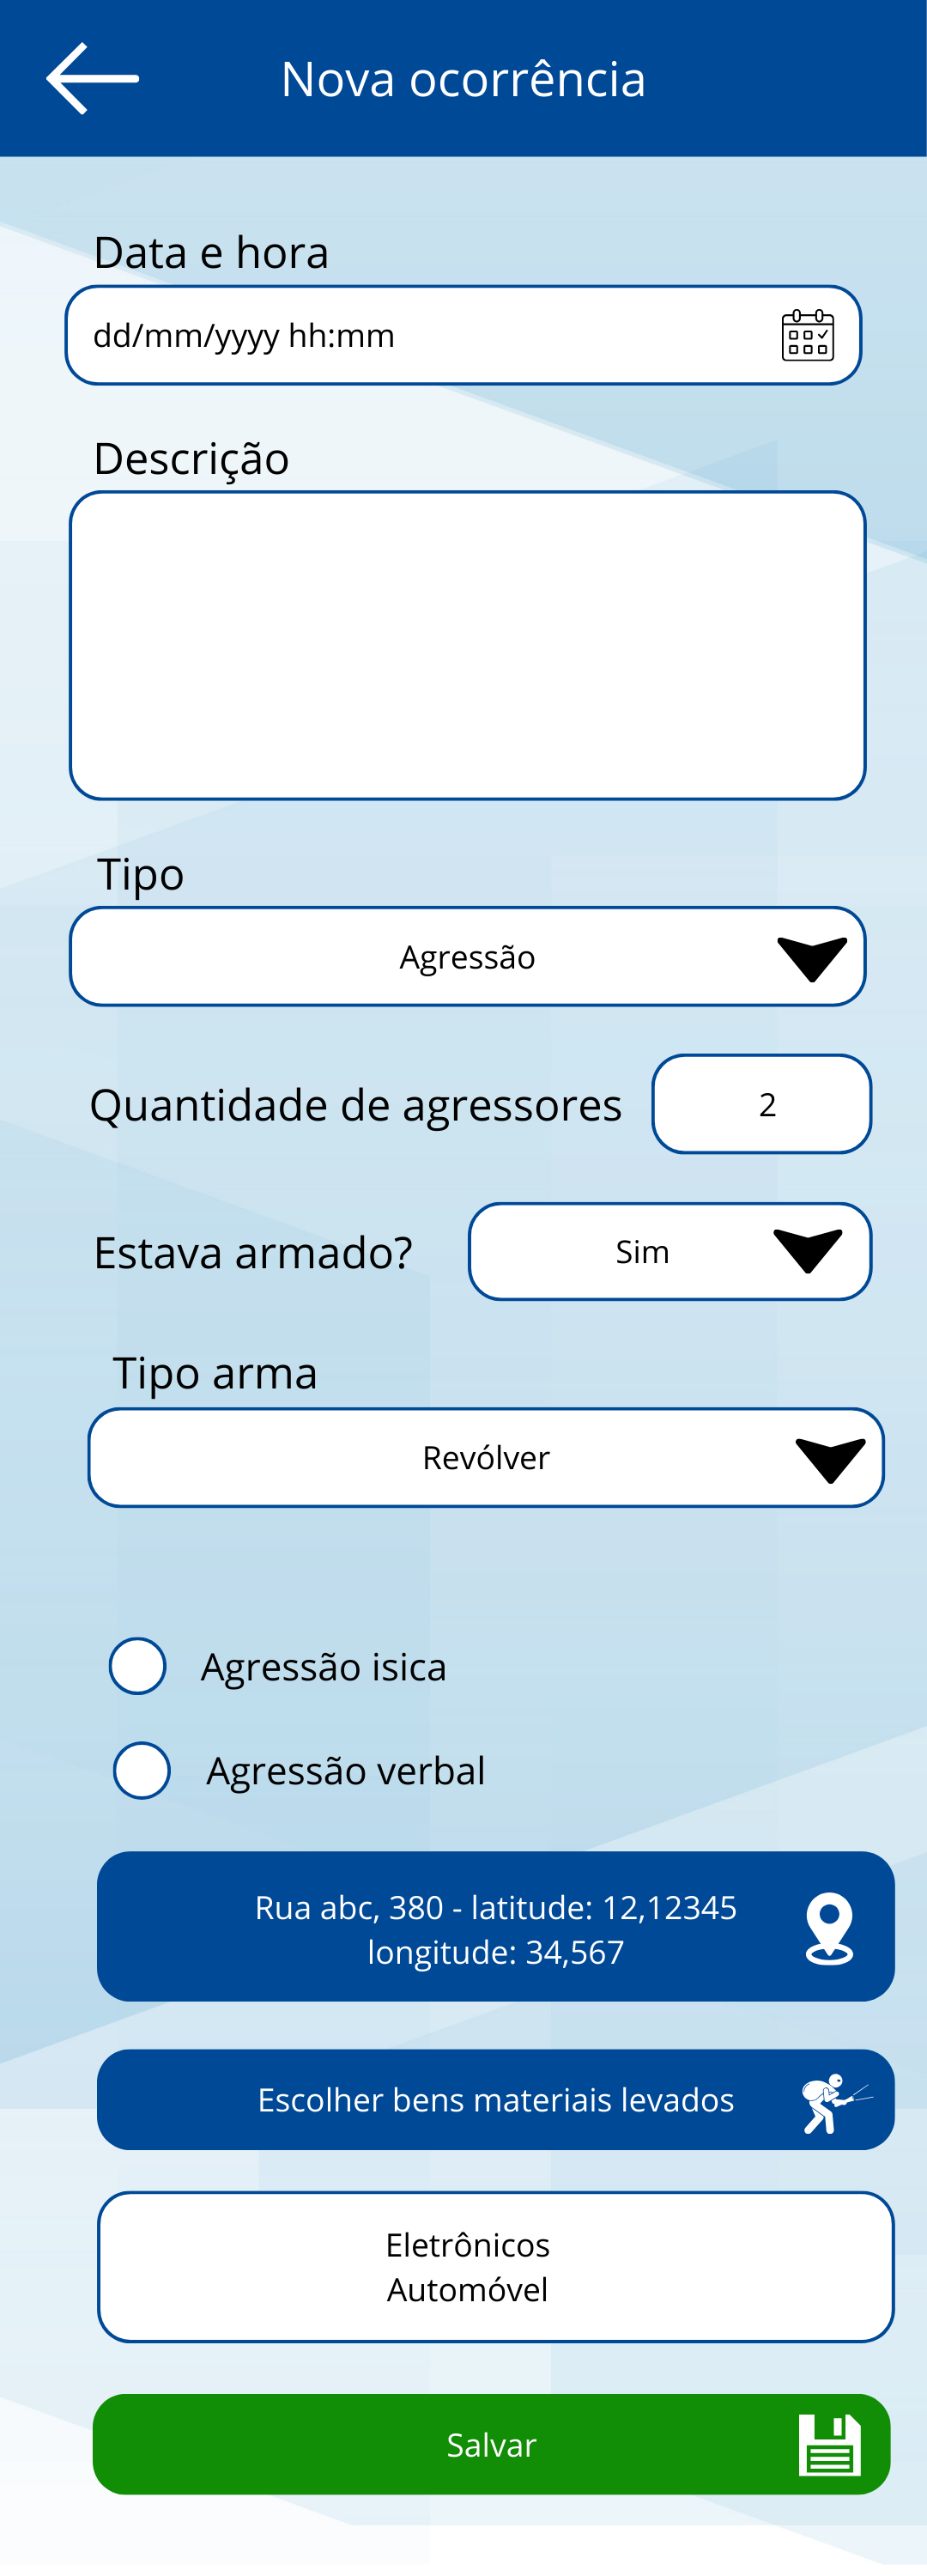 Nova ocorrência
Data e hora
dd/mm/yyyy hh:mm
Descrição
Tipo
Agressão
Quantidade de agressores
2
Estava armado?
Sim
Tipo arma
Revólver
Agressão isica
Agressão verbal
Rua abc, 380 - latitude: 12,12345
longitude: 34,567
Escolher bens materiais levados
Eletrônicos
Automóvel
Salvar